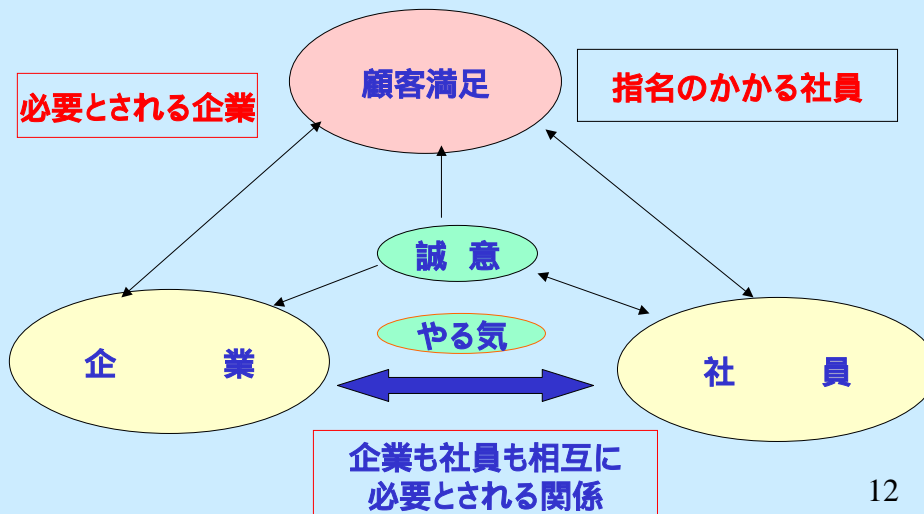 顧客満足
必要とされる企業
指名のかかる社員
誠 意
やる気
企 業
社 員
企業も社員も相互に
必要とされる関係
12